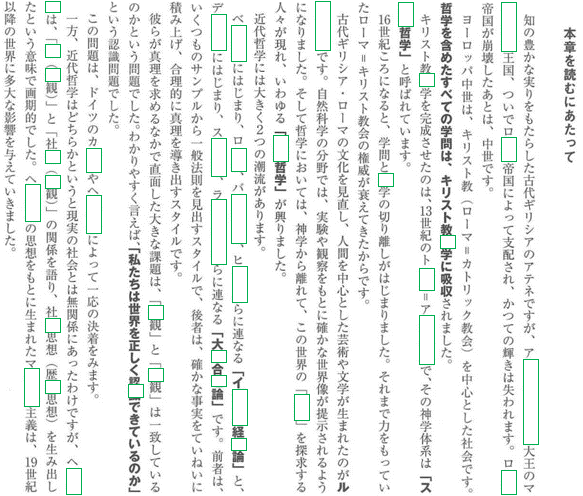 本章を読むにあたって
知の豊かな実りをもたらした古代ギリシアのアテネですが、ア 大王のマ
王国、ついでロ 帝国によって支配され、かつての輝きは失われます。ロ
帝国が崩壊したあとは、中世です。
ヨーロッパ中世は、キリスト教（ローマ＝カトリック教会）を中心とした社会です。
哲学を含めたすべての学問は、キリスト教 学に吸収されました。
キリスト教 学を完成させたのは、13世紀のト ＝ア で、その神学体系は「ス
哲学」と呼ばれています。
16世紀ころになると、学問と 学の切り離しがはじまりました。それまで力をもってい
たローマ＝キリスト教会の権威が衰えてきたからです。
古代ギリシア・ローマの文化を見直し、人間を中心とした芸術や文学が生まれたのがル
です。自然科学の分野では、実験や観察をもとに確かな世界像が提示されるよう
になりました。そして哲学においては、神学から離れて、この世界の「 」を探求する
人々が現れ、いわゆる「 哲学」が興りました。
近代哲学には大きく2つの潮流があります。
ベ にはじまり、ロ 、バ 、ヒ らに連なる「イ 経 論」と、
デ にはじまり、ス 、ラ らに連なる「大 合 論」です。前者は、
いくつものサンプルから一般法則を見出すスタイルで、後者は、確かな事実をていねいに
積み上げ、合理的に真理を導き出すスタイルです。
彼らが真理を求めるなかで直面した大きな課題は、「 観」と「 観」は一致している
のかという問題でした。わかりやすく言えば、「私たちは世界を正しく認 できているのか」
という認識問題でした。
この問題は、ドイツのカ やヘ によって一応の決着をみます。
一方、近代哲学はどちらかというと現実の社会とは無関係にあったわけですが、ヘ
は、「 （ 観）」と「社 （ 観）」の関係を語り、社 思想（歴 思想）を生み出し
たという意味で画期的でした。ヘ の思想をもとに生まれたマ 主義は、19世紀
以降の世界に多大な影響を与えていきました。